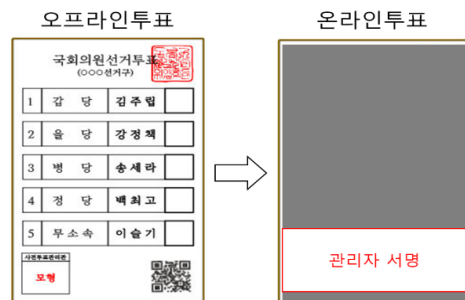 오프라인투표
온라인투표
국회의원선거투표
(○○○선거구)
1 갑 당 김주립
2 을 당 강정책
3 병 당 송세라
4 정 당 백최고
5 무소속 이슬기
사전투표관리관
모형
관리자 서명